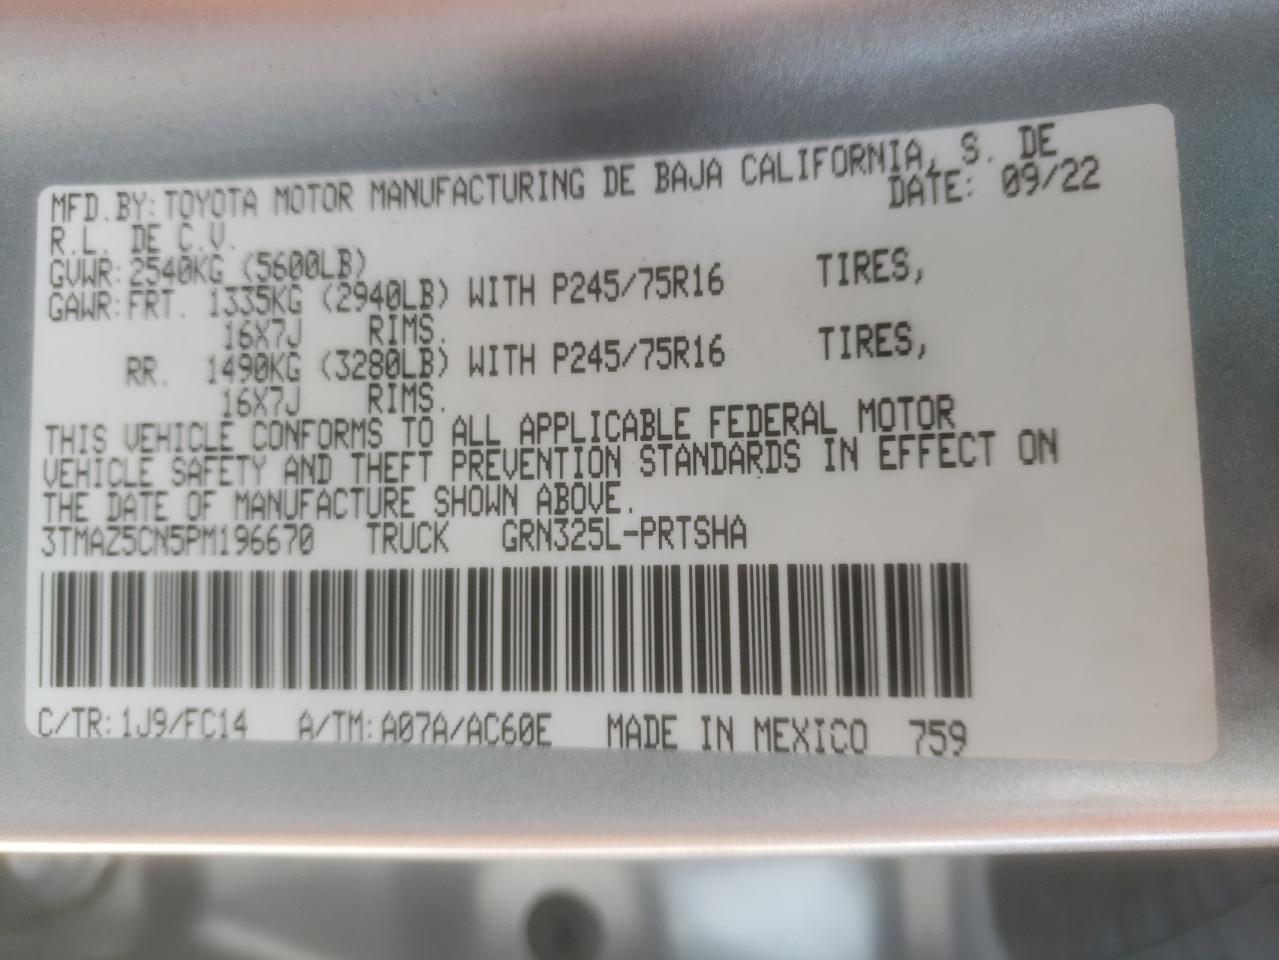 MFD.BY:TOYOTA MOTOR MANUFACTURING DE BAJA CALIFORNIA, S. DE
R.L. DE C.V. DATE: 09/22
GVWR:2540KG (5600LB)
GAWR:FRT. 1335KG (2940LB) WITH P245/75R16 TIRES,
16X7J RIMS.
RR. 1490KG (3280LB) WITH P245/75R16 TIRES,
16X7J RIMS.
THIS VEHICLE CONFORMS TO ALL APPLICABLE FEDERAL MOTOR
VEHICLE SAFETY AND THEFT PREVENTION STANDARDS IN EFFECT ON
THE DATE OF MANUFACTURE SHOWN ABOVE.
3TMAZ5CN5PM196670 TRUCK GRN325L-PRTSHA
C/TR:1J9/FC14 A/TM:A07A/AC60E MADE IN MEXICO 759